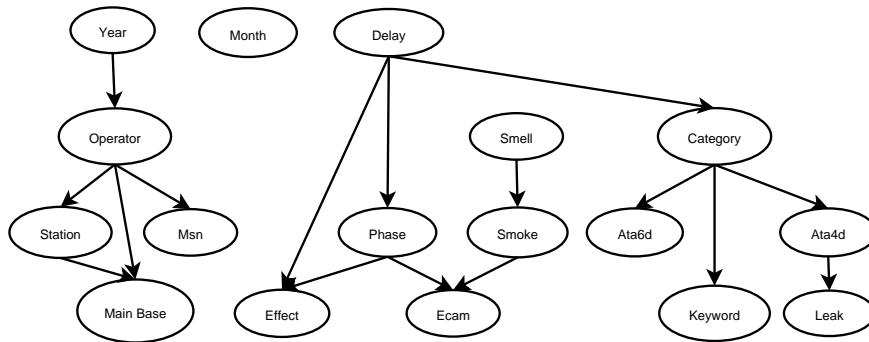 Year
Month
Delay
Operator
Smell
Category
Station
Msn
Phase
Smoke
Ata6d
Ata4d
Main Base
Effect
Ecam
Keyword
Leak